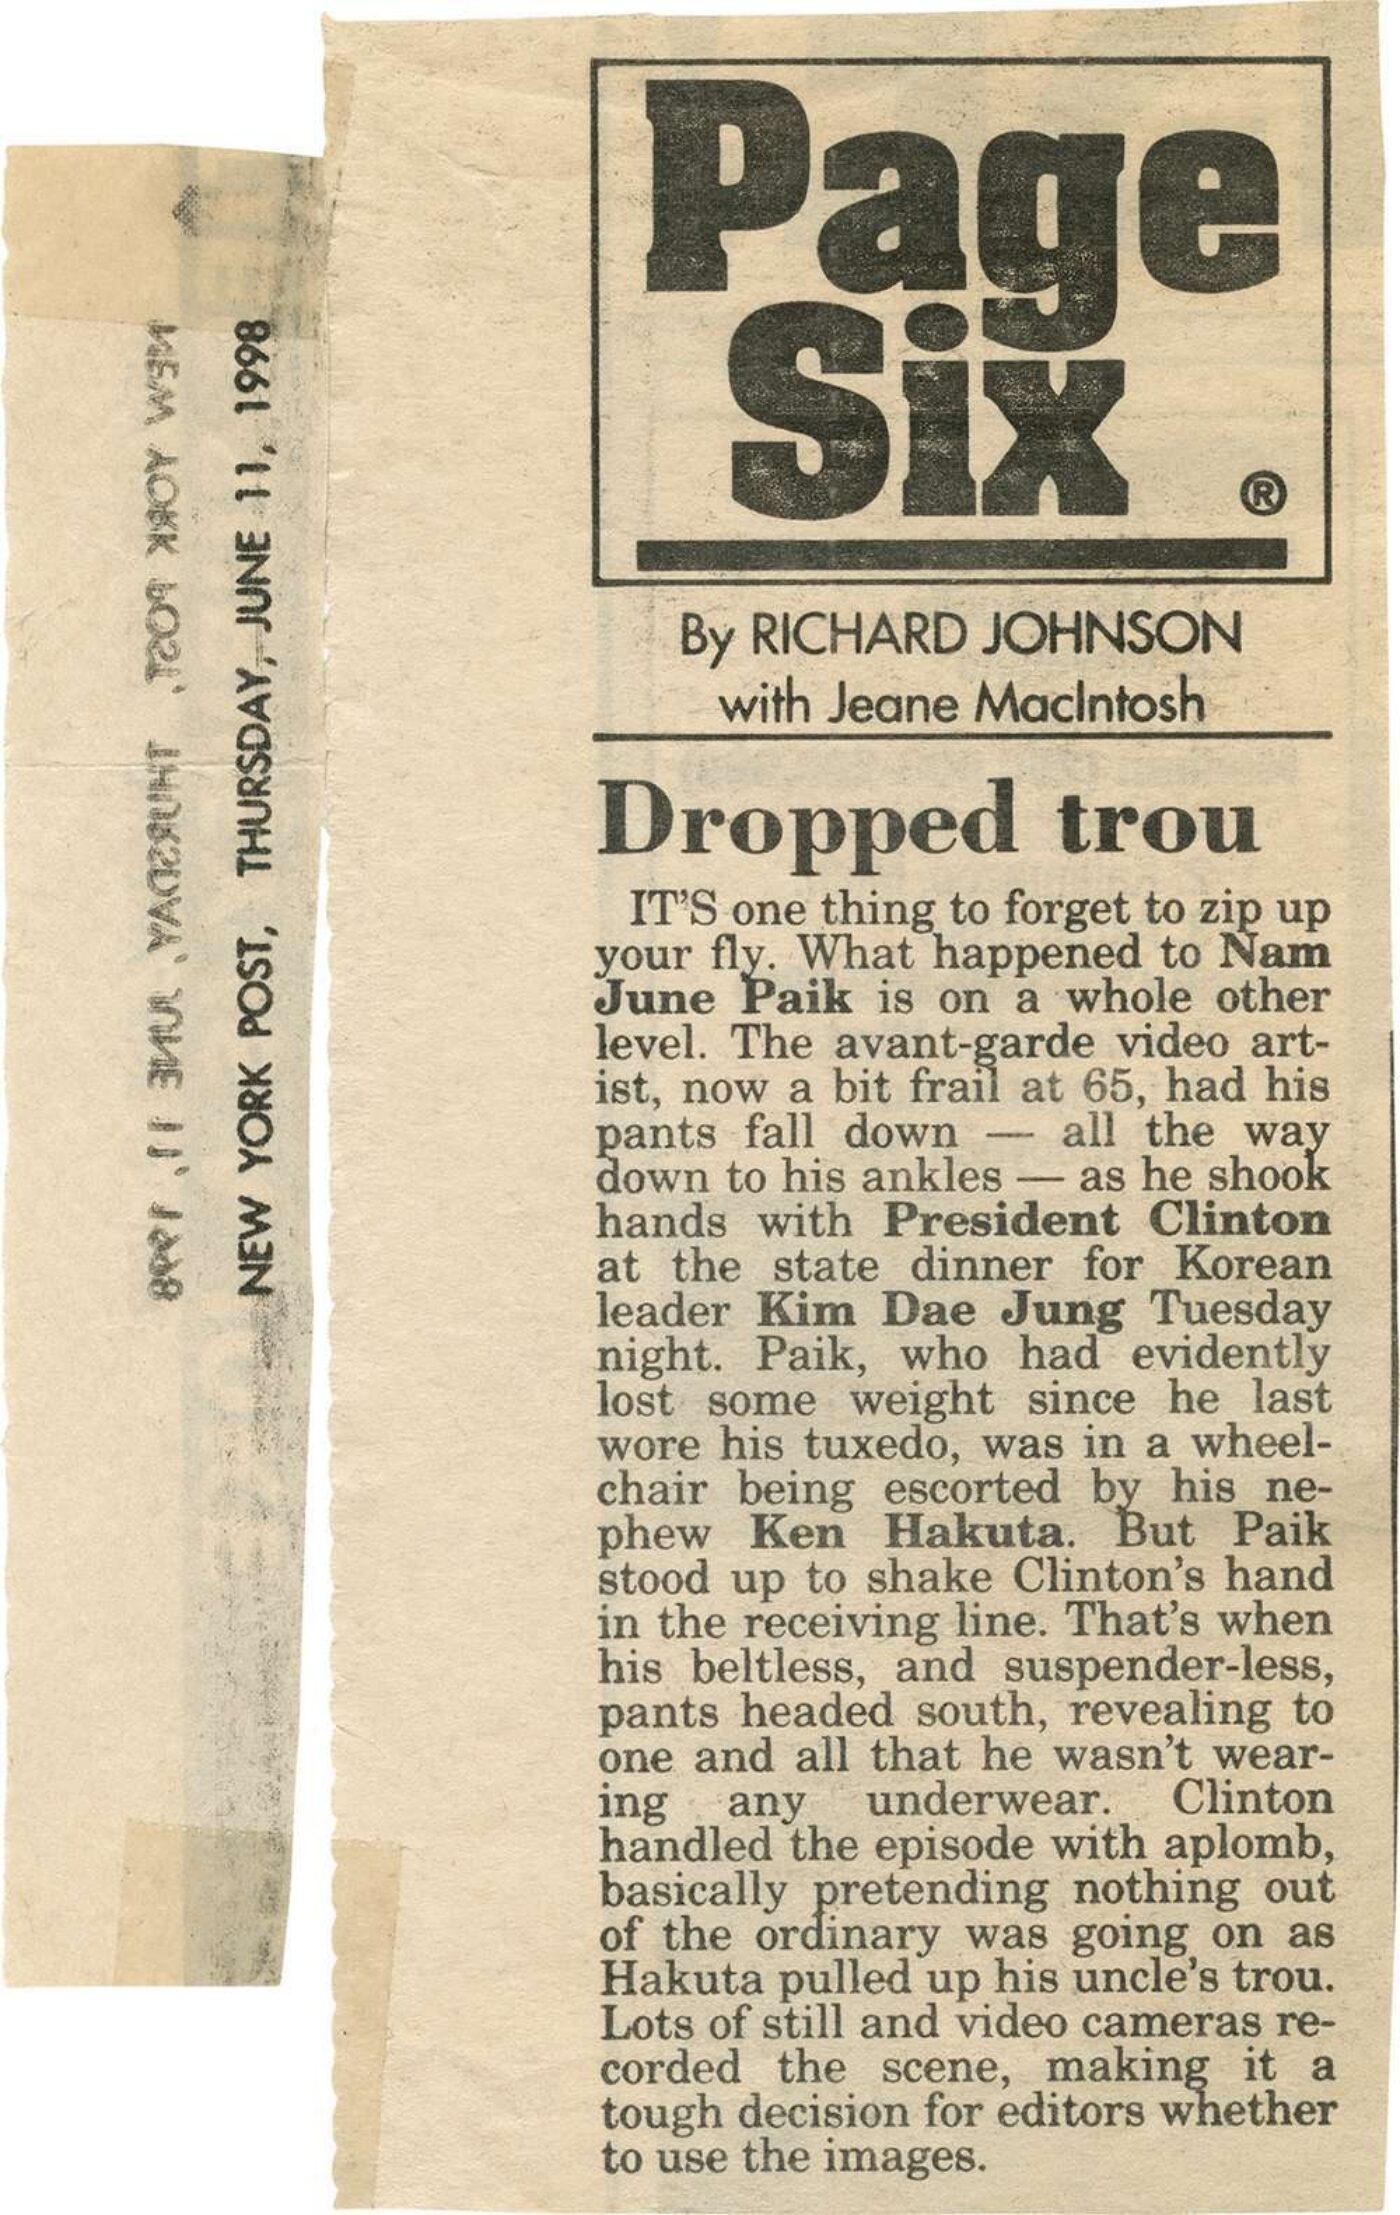 Page
Six ®
By RICHARD JOHNSON
with Jeane MacIntosh
Dropped trou
IT'S one thing to forget to zip up
your fly. What happened to Nam
June Paik is on a whole other
level. The avant-garde video art-
ist, now a bit frail at 65, had his
pants fall down — all the way
down to his ankles — as he shook
hands with President Clinton
at the state dinner for Korean
leader Kim Dae Jung Tuesday
night. Paik, who had evidently
lost some weight since he last
wore his tuxedo, was in a wheel-
chair being escorted by his ne-
phew Ken Hakuta. But Paik
stood up to shake Clinton's hand
in the receiving line. That's when
his beltless, and suspender-less,
pants headed south, revealing to
one and all that he wasn't wear-
ing any underwear. Clinton
handled the episode with aplomb,
basically pretending nothing out
of the ordinary was going on as
Hakuta pulled up his uncle's trou.
Lots of still and video cameras re-
corded the scene, making it a
tough decision for editors whether
to use the images.
NEW YORK POST, THURSDAY, JUNE 11, 1998
NEW YORK POST, THURSDAY, JUNE 11, 1998